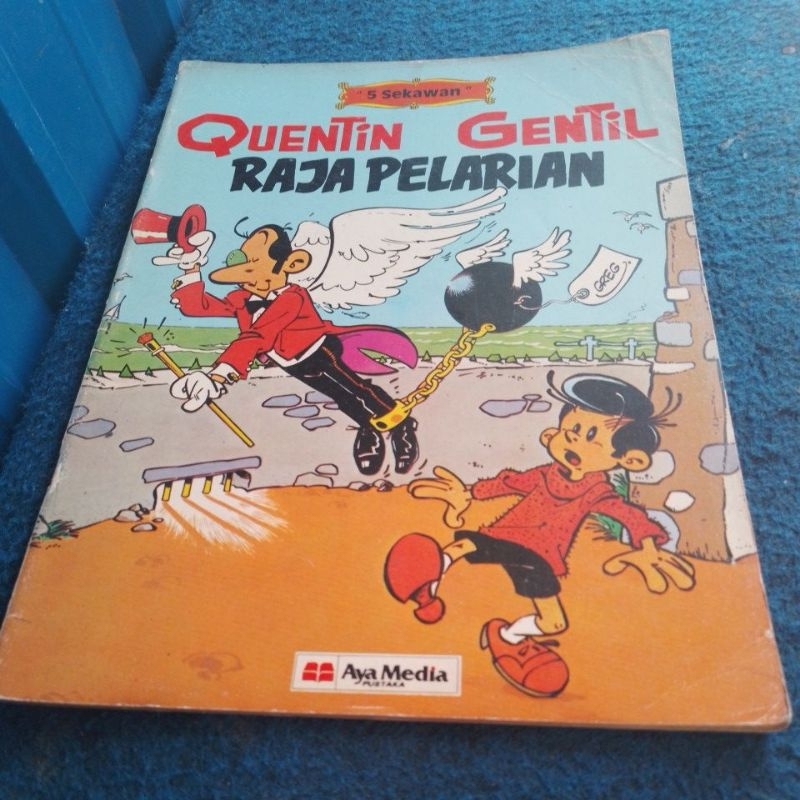 " 5 Sekawan "
QUENTIN GENTIL
RAJA PELARIAN
GREG
Aya Media
PUSTAKA